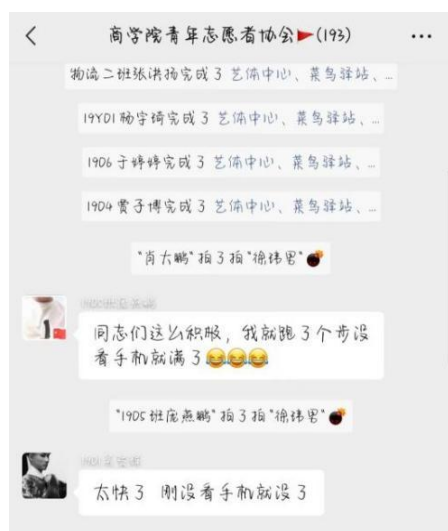 商学院青年志愿者协会🚩(193)
物流二班张洪扬完成了 艺体中心、菜鸟驿站、...
19Y01杨宇琦完成了 艺体中心、菜鸟驿站、...
1906于婷婷完成了 艺体中心、菜鸟驿站、...
1904贾子博完成了 艺体中心、菜鸟驿站、...
"肖大鹏"拍了拍"徐玮男"💣
同志们这么积极，我就跑了个步没
看手机就满了😂😂😂
"1905班庞燕鹏"拍了拍"徐玮男"💣
太快了 刚没看手机就没了